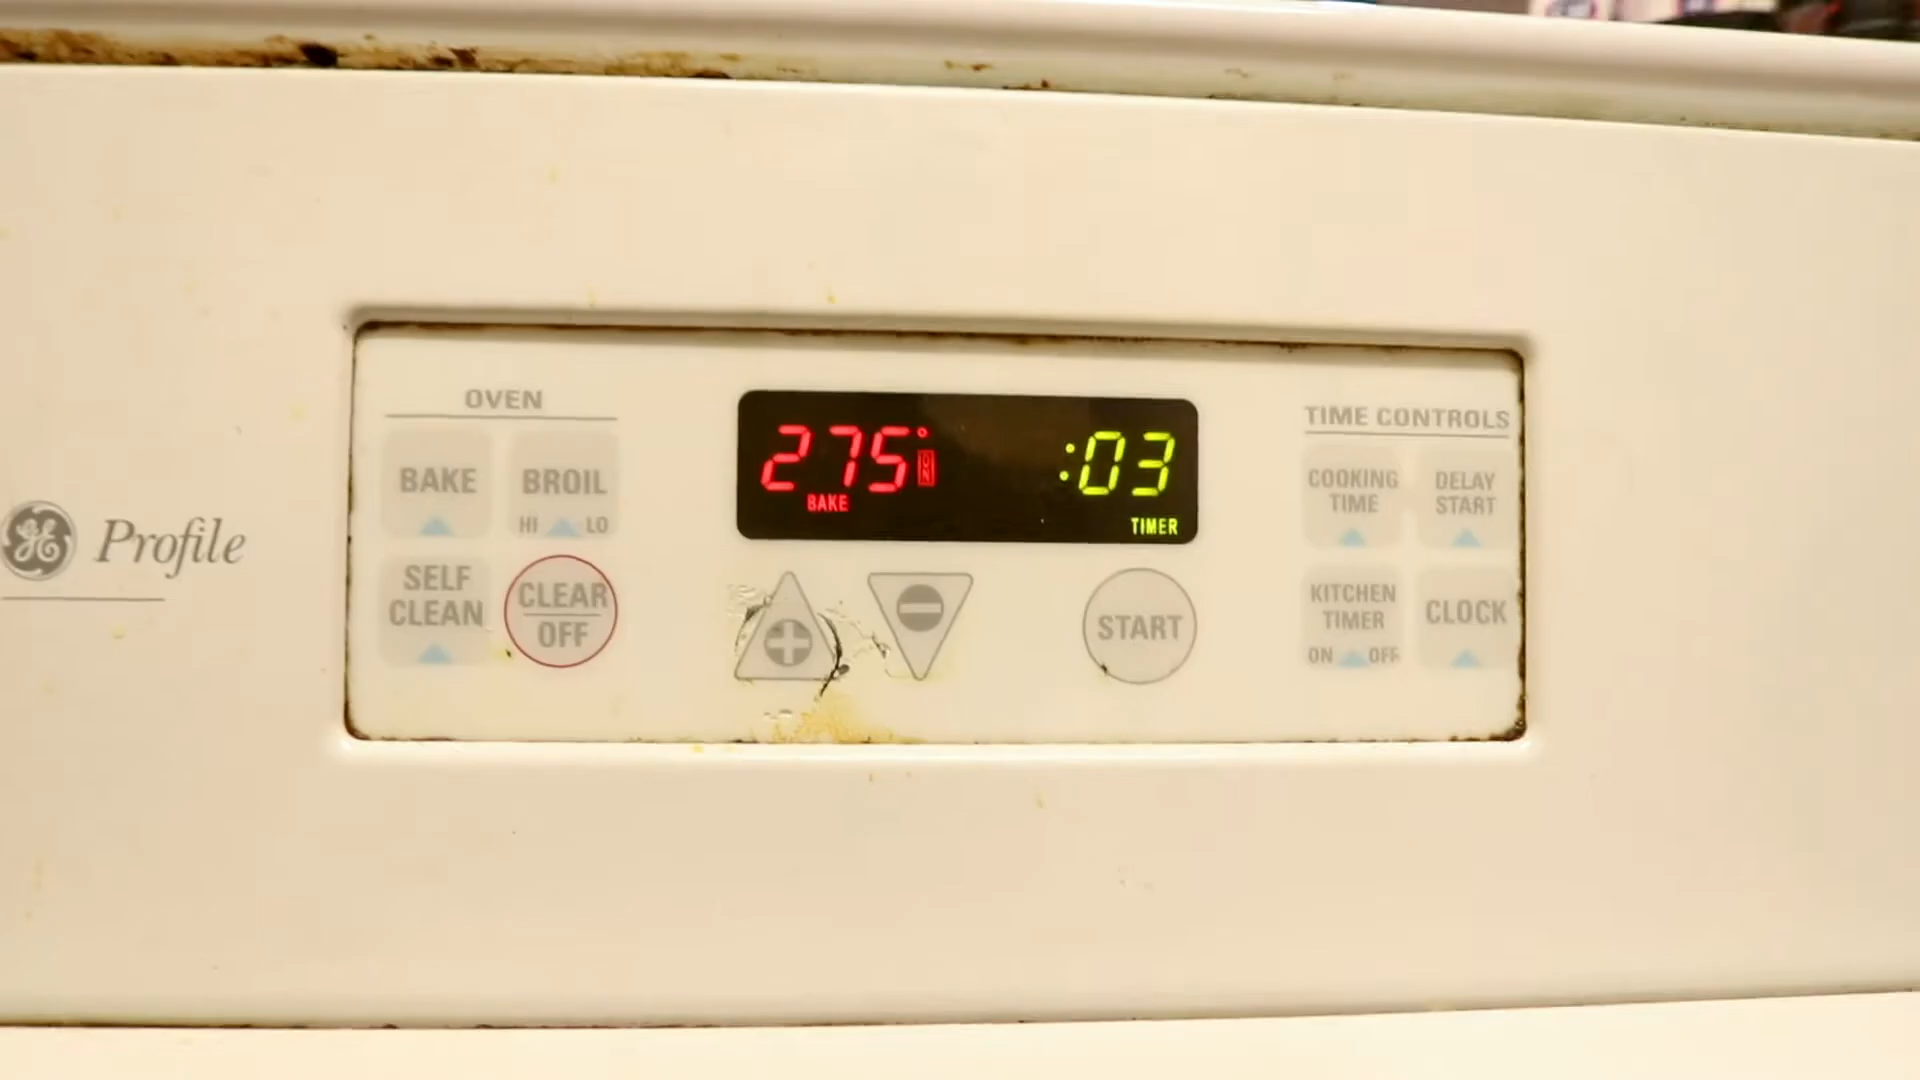 OVEN
BAKE
BROIL
HI LO
SELF
CLEAN
CLEAR
OFF
GE Profile
275° ON
BAKE
:03
TIMER
START
TIME CONTROLS
COOKING
TIME
DELAY
START
KITCHEN
TIMER
ON OFF
CLOCK